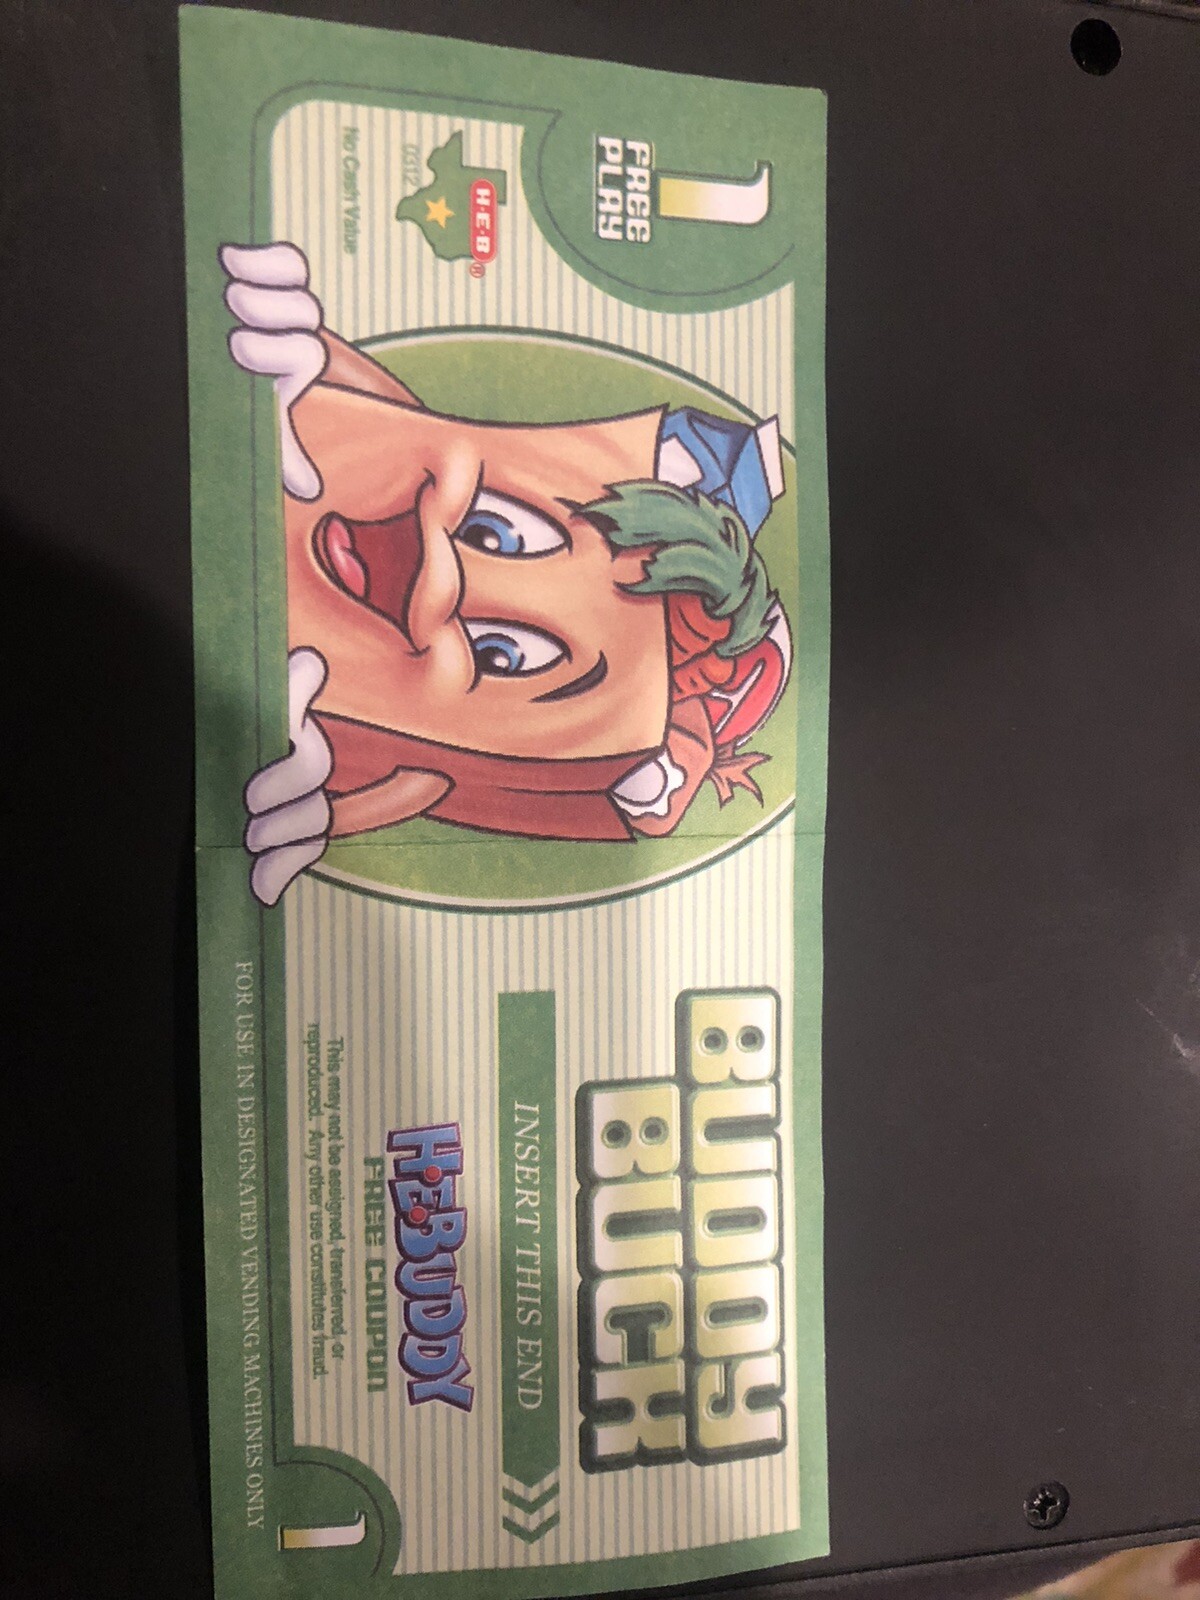 1
FREE
PLAY
H·E·B®
0312
No Cash Value
BUDDY
BUCK
INSERT THIS END
H·E·BUDDY
FREE COUPON
This may not be assigned, transferred, or
reproduced. Any other use constitutes fraud.
1
FOR USE IN DESIGNATED VENDING MACHINES ONLY